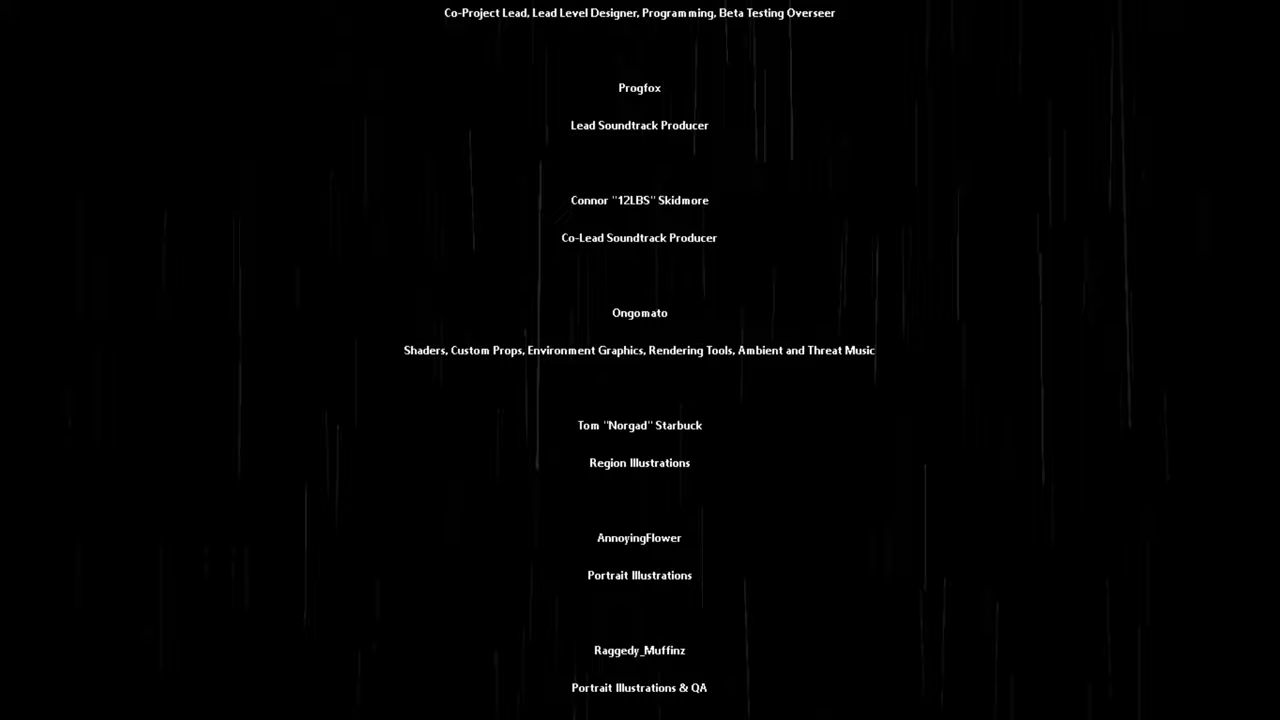 Co-Project Lead, Lead Level Designer, Programming, Beta Testing Overseer
Progfox
Lead Soundtrack Producer
Connor "12LBS" Skidmore
Co-Lead Soundtrack Producer
Ongomato
Shaders, Custom Props, Environment Graphics, Rendering Tools, Ambient and Threat Music
Tom "Norgad" Starbuck
Region Illustrations
AnnoyingFlower
Portrait Illustrations
Raggedy_Muffinz
Portrait Illustrations & QA